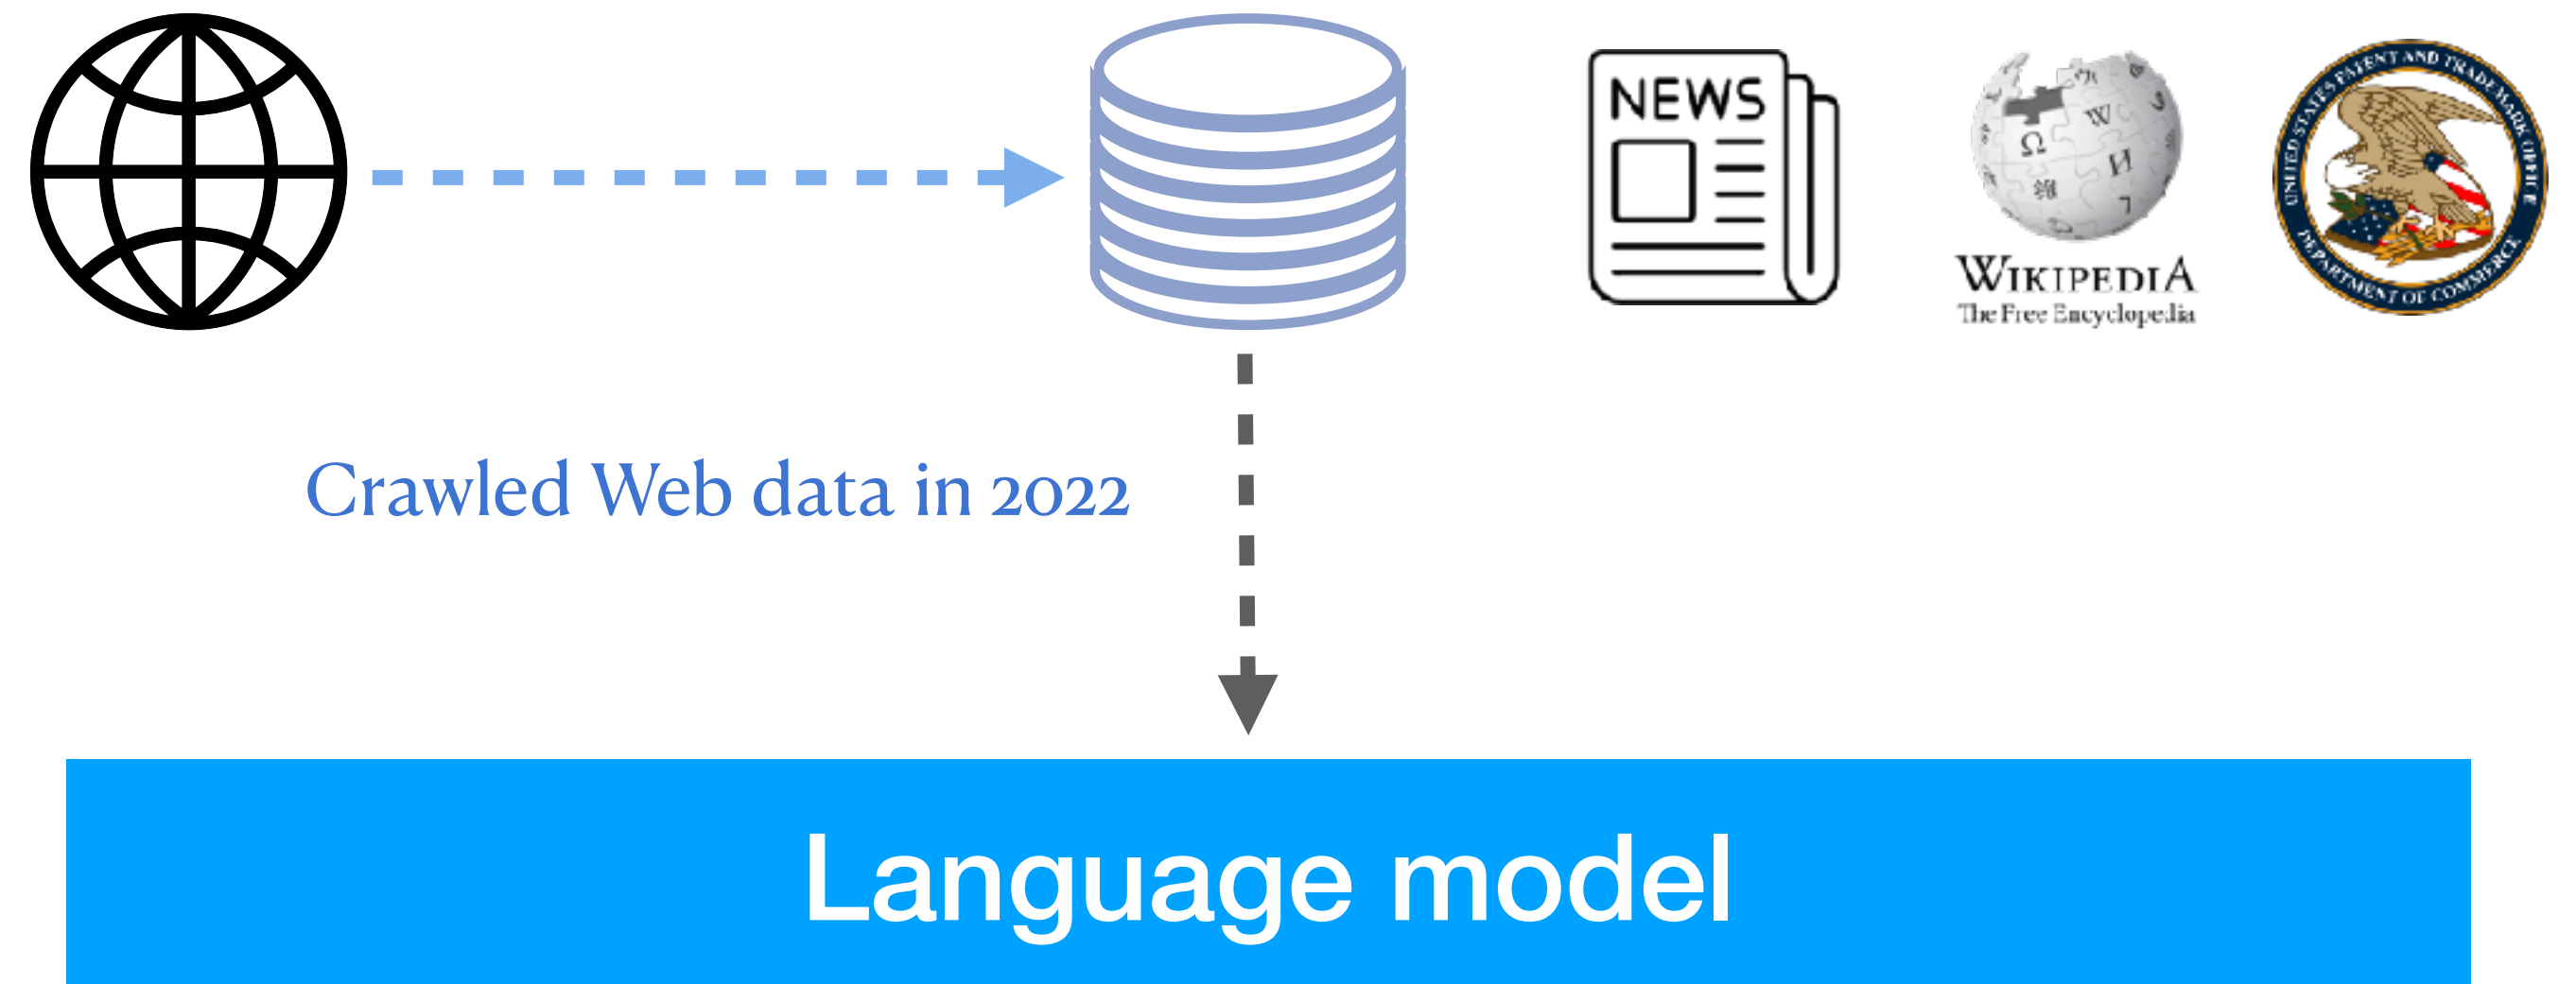 NEWS
WIKIPEDIA
The Free Encyclopedia
UNITED STATES PATENT AND TRADEMARK OFFICE
DEPARTMENT OF COMMERCE
Crawled Web data in 2022
Language model